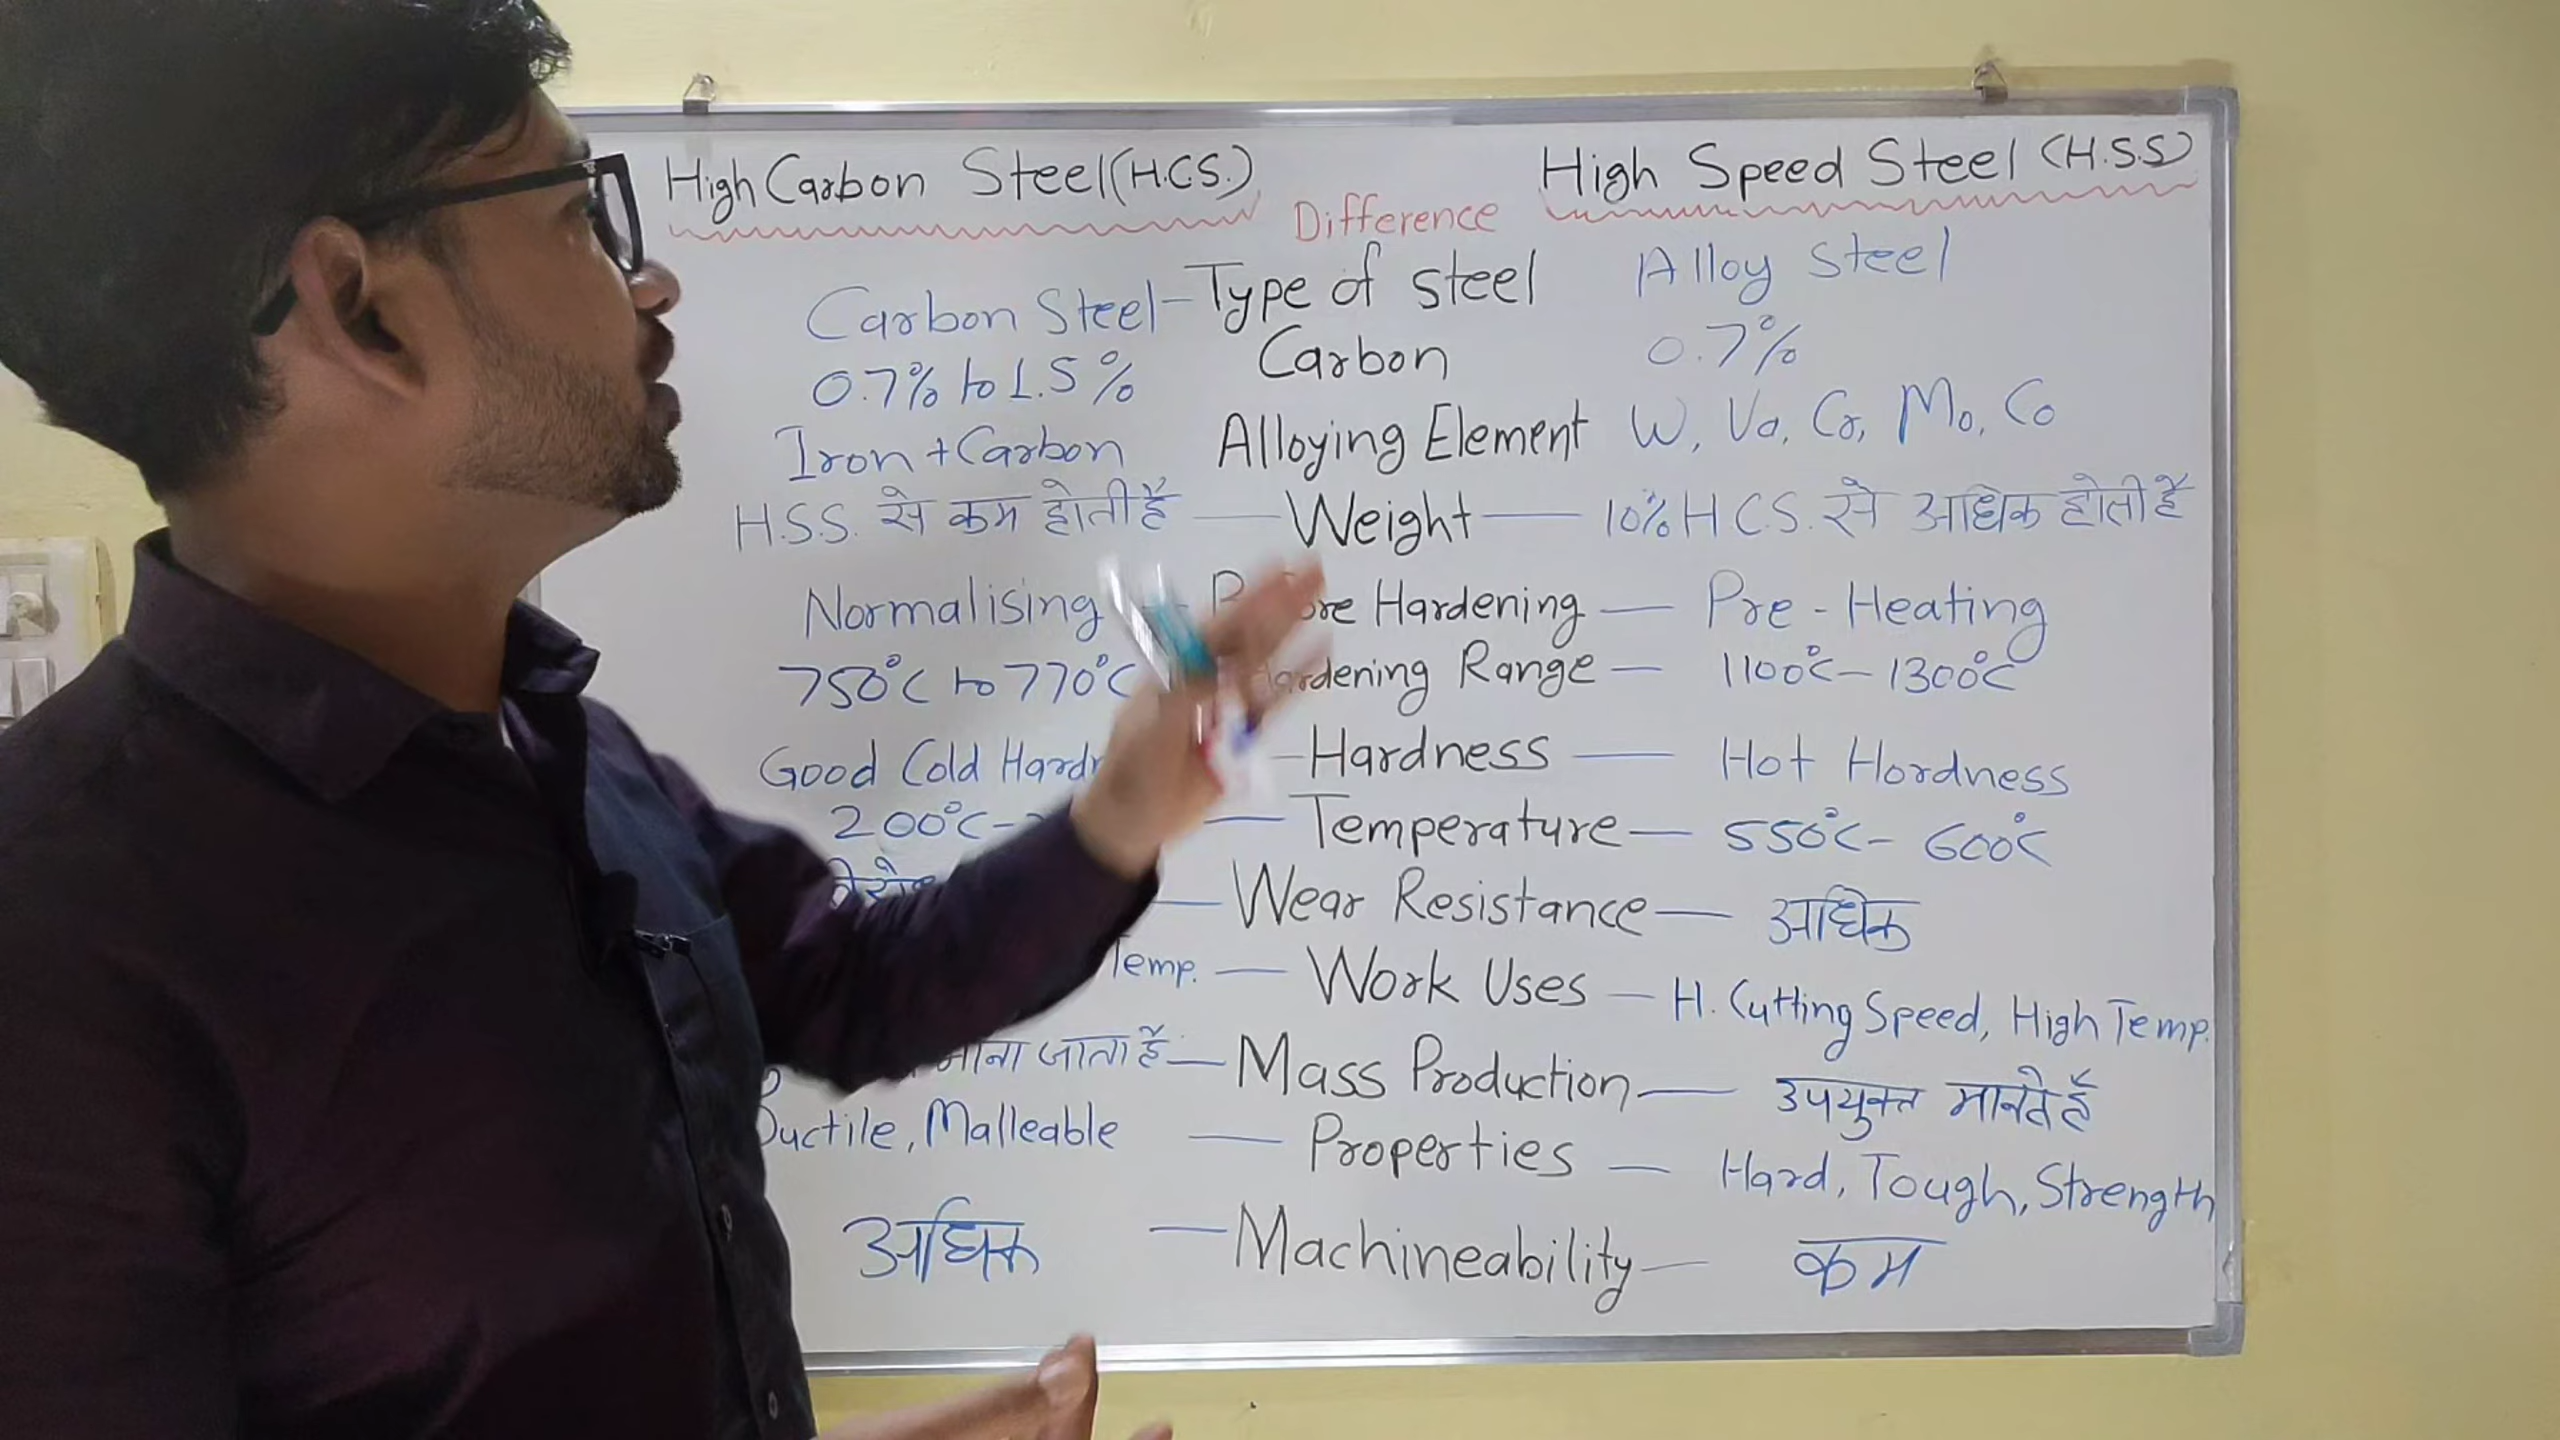 High Carbon Steel (H.C.S.) High Speed Steel (H.S.S)
Difference
Carbon Steel - Type of steel Alloy Steel
0.7% to 1.5% Carbon 0.7%
Iron + Carbon Alloying Element W, Va, Cr, Mo, Co
H.S.S. से कम होती है — Weight — 10% H.C.S. से अधिक होती है
Normalising Hardening — Pre-Heating
750°C to 770°C Range — 1100°C - 1300°C
Good Cold — Hardness — Hot Hordness
200°C - — Temperature — 550°C - 600°C
— Wear Resistance — अधिक
Temp. — Work Uses — H. Cutting Speed, High Temp.
माना जाता है — Mass Production — उपयुक्त मानते है
Ductile, Malleable — Properties — Hard, Tough, Strength
अधिक — Machineability — कम